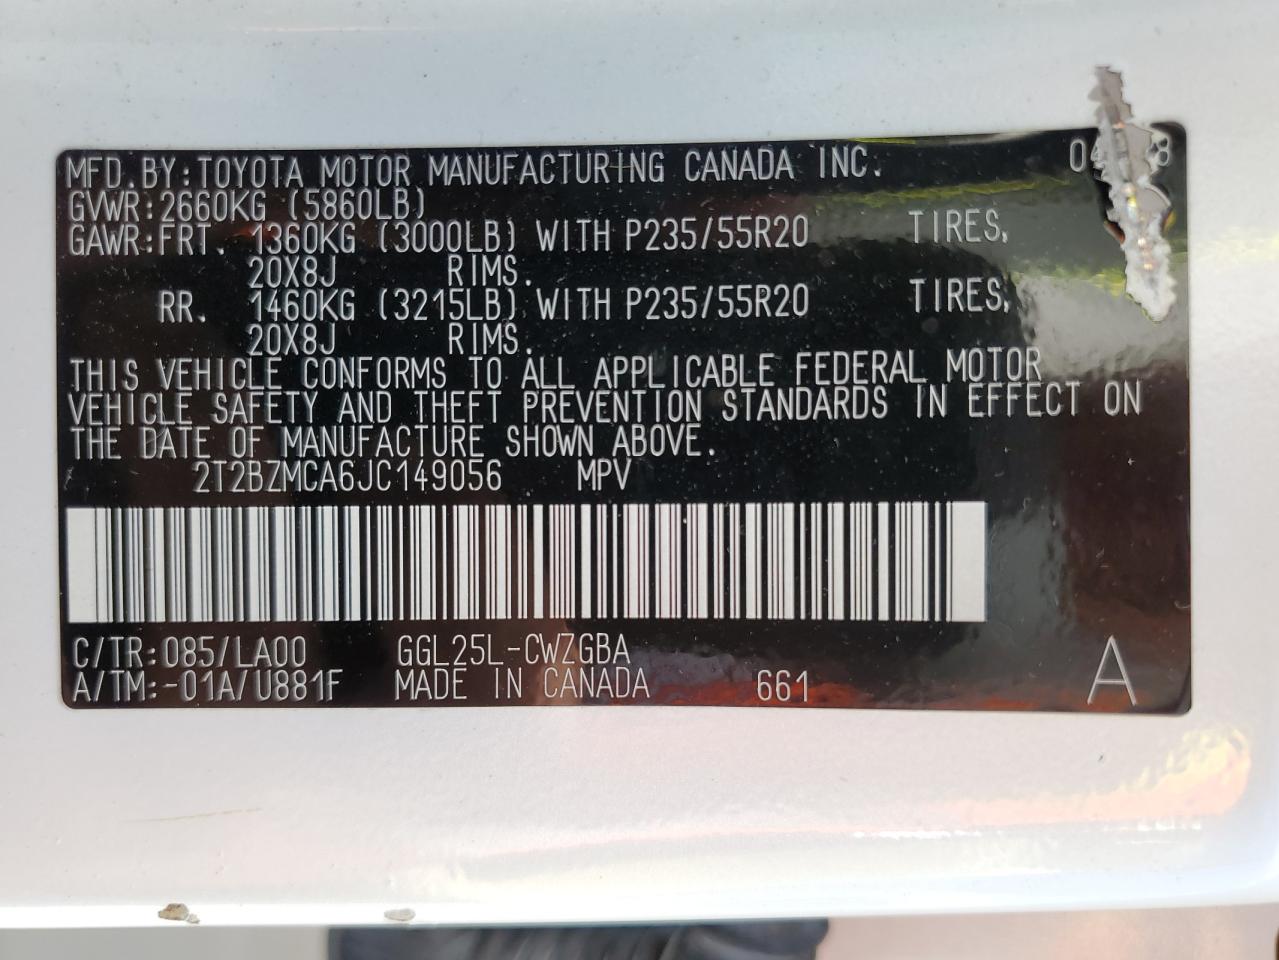 MFD.BY:TOYOTA MOTOR MANUFACTURING CANADA INC.
GVWR:2660KG (5860LB)
GAWR:FRT. 1360KG (3000LB) WITH P235/55R20 TIRES,
20X8J RIMS.
RR. 1460KG (3215LB) WITH P235/55R20 TIRES,
20X8J RIMS.
THIS VEHICLE CONFORMS TO ALL APPLICABLE FEDERAL MOTOR
VEHICLE SAFETY AND THEFT PREVENTION STANDARDS IN EFFECT ON
THE DATE OF MANUFACTURE SHOWN ABOVE.
2T2BZMCA6JC149056 MPV
C/TR:085/LA00 GGL25L-CWZGBA
A/TM:-01A/U881F MADE IN CANADA 661 A